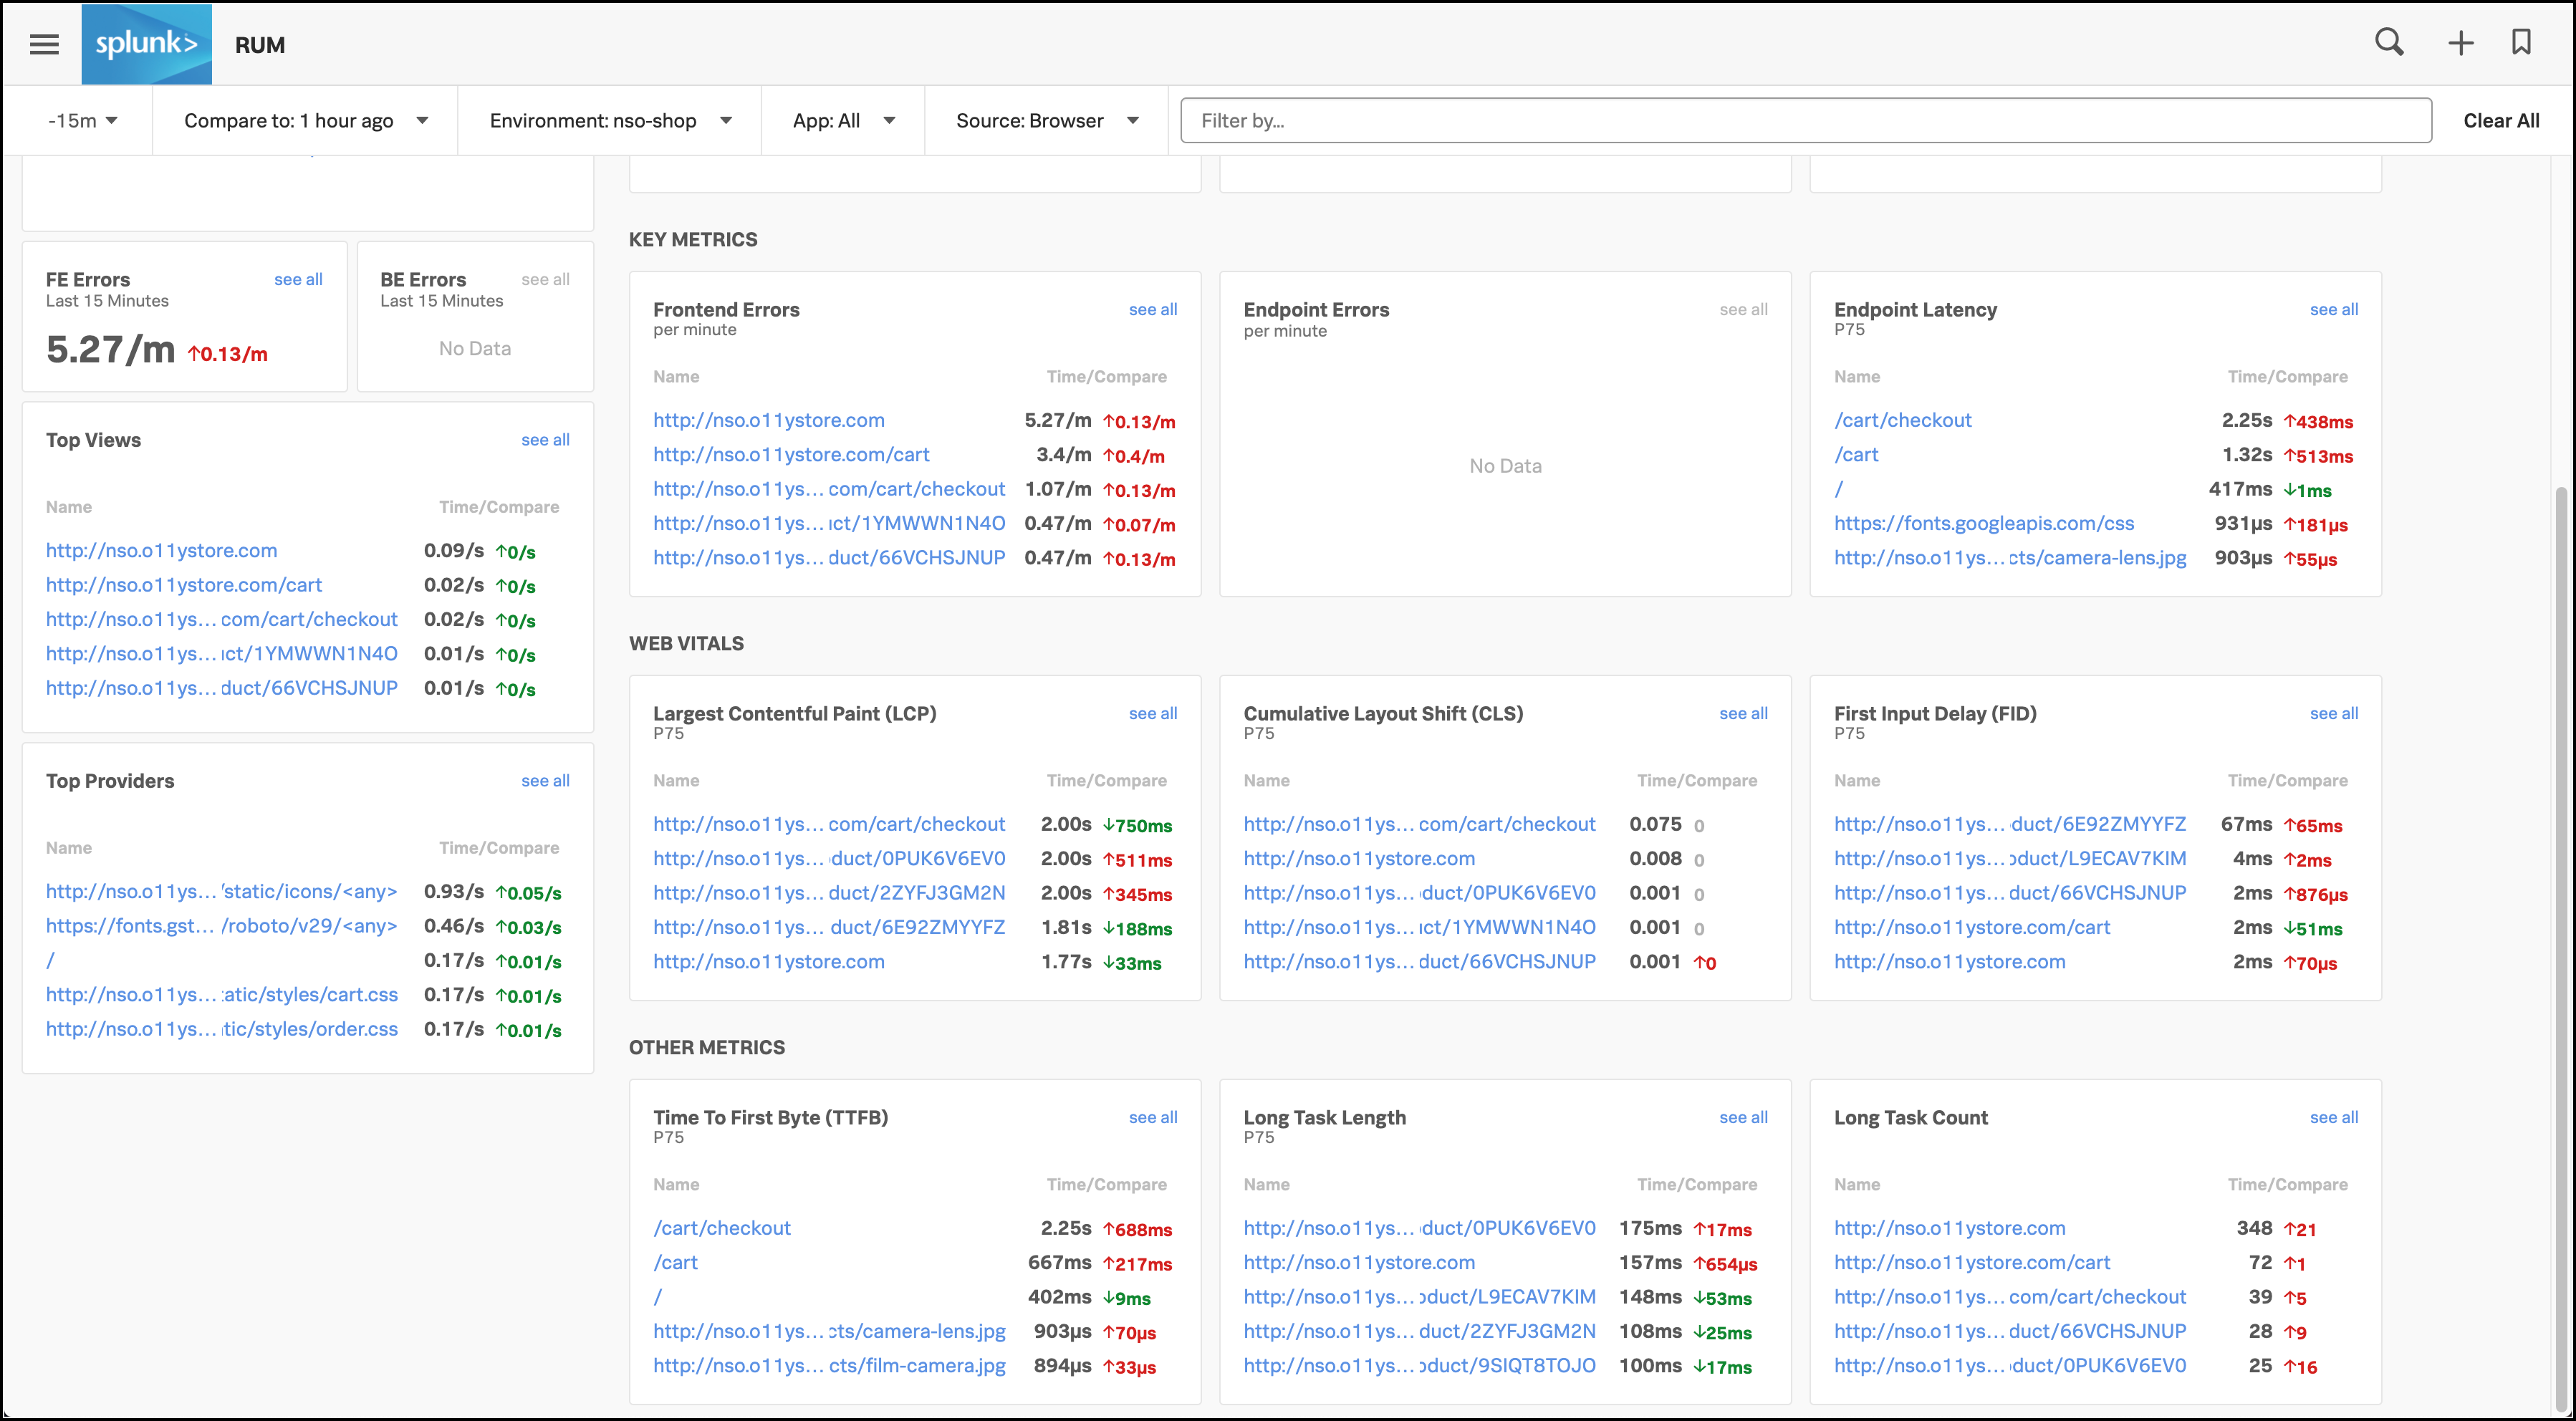 splunk> RUM
-15m Compare to: 1 hour ago Environment: nso-shop App: All Source: Browser Filter by... Clear All
FE Errors see all
Last 15 Minutes
5.27/m ↑0.13/m
BE Errors see all
Last 15 Minutes
No Data
Top Views see all
Name Time/Compare
http://nso.o11ystore.com 0.09/s ↑0/s
http://nso.o11ystore.com/cart 0.02/s ↑0/s
http://nso.o11ys... com/cart/checkout 0.02/s ↑0/s
http://nso.o11ys... ict/1YMWWN1N4O 0.01/s ↑0/s
http://nso.o11ys... duct/66VCHSJNUP 0.01/s ↑0/s
Top Providers see all
Name Time/Compare
http://nso.o11ys... /static/icons/<any> 0.93/s ↑0.05/s
https://fonts.gst... /roboto/v29/<any> 0.46/s ↑0.03/s
/ 0.17/s ↑0.01/s
http://nso.o11ys... atic/styles/cart.css 0.17/s ↑0.01/s
http://nso.o11ys... tic/styles/order.css 0.17/s ↑0.01/s
KEY METRICS
Frontend Errors see all
per minute
Name Time/Compare
http://nso.o11ystore.com 5.27/m ↑0.13/m
http://nso.o11ystore.com/cart 3.4/m ↑0.4/m
http://nso.o11ys... com/cart/checkout 1.07/m ↑0.13/m
http://nso.o11ys... ict/1YMWWN1N4O 0.47/m ↑0.07/m
http://nso.o11ys... duct/66VCHSJNUP 0.47/m ↑0.13/m
Endpoint Errors see all
per minute
No Data
Endpoint Latency see all
P75
Name Time/Compare
/cart/checkout 2.25s ↑438ms
/cart 1.32s ↑513ms
/ 417ms ↓1ms
https://fonts.googleapis.com/css 931µs ↑181µs
http://nso.o11ys... cts/camera-lens.jpg 903µs ↑55µs
WEB VITALS
Largest Contentful Paint (LCP) see all
P75
Name Time/Compare
http://nso.o11ys... com/cart/checkout 2.00s ↓750ms
http://nso.o11ys... duct/0PUK6V6EV0 2.00s ↑511ms
http://nso.o11ys... duct/2ZYFJ3GM2N 2.00s ↑345ms
http://nso.o11ys... duct/6E92ZMYYFZ 1.81s ↓188ms
http://nso.o11ystore.com 1.77s ↓33ms
Cumulative Layout Shift (CLS) see all
P75
Name Time/Compare
http://nso.o11ys... com/cart/checkout 0.075 0
http://nso.o11ystore.com 0.008 0
http://nso.o11ys... duct/0PUK6V6EV0 0.001 0
http://nso.o11ys... ict/1YMWWN1N4O 0.001 0
http://nso.o11ys... duct/66VCHSJNUP 0.001 ↑0
First Input Delay (FID) see all
P75
Name Time/Compare
http://nso.o11ys... duct/6E92ZMYYFZ 67ms ↑65ms
http://nso.o11ys... oduct/L9ECAV7KIM 4ms ↑2ms
http://nso.o11ys... duct/66VCHSJNUP 2ms ↑876µs
http://nso.o11ystore.com/cart 2ms ↓51ms
http://nso.o11ystore.com 2ms ↑70µs
OTHER METRICS
Time To First Byte (TTFB) see all
P75
Name Time/Compare
/cart/checkout 2.25s ↑688ms
/cart 667ms ↑217ms
/ 402ms ↓9ms
http://nso.o11ys... cts/camera-lens.jpg 903µs ↑70µs
http://nso.o11ys... cts/film-camera.jpg 894µs ↑33µs
Long Task Length see all
P75
Name Time/Compare
http://nso.o11ys... duct/0PUK6V6EV0 175ms ↑17ms
http://nso.o11ystore.com 157ms ↑654µs
http://nso.o11ys... oduct/L9ECAV7KIM 148ms ↓53ms
http://nso.o11ys... duct/2ZYFJ3GM2N 108ms ↓25ms
http://nso.o11ys... oduct/9SIQT8TOJO 100ms ↓17ms
Long Task Count see all
Name Time/Compare
http://nso.o11ystore.com 348 ↑21
http://nso.o11ystore.com/cart 72 ↑1
http://nso.o11ys... com/cart/checkout 39 ↑5
http://nso.o11ys... duct/66VCHSJNUP 28 ↑9
http://nso.o11ys... duct/0PUK6V6EV0 25 ↑16